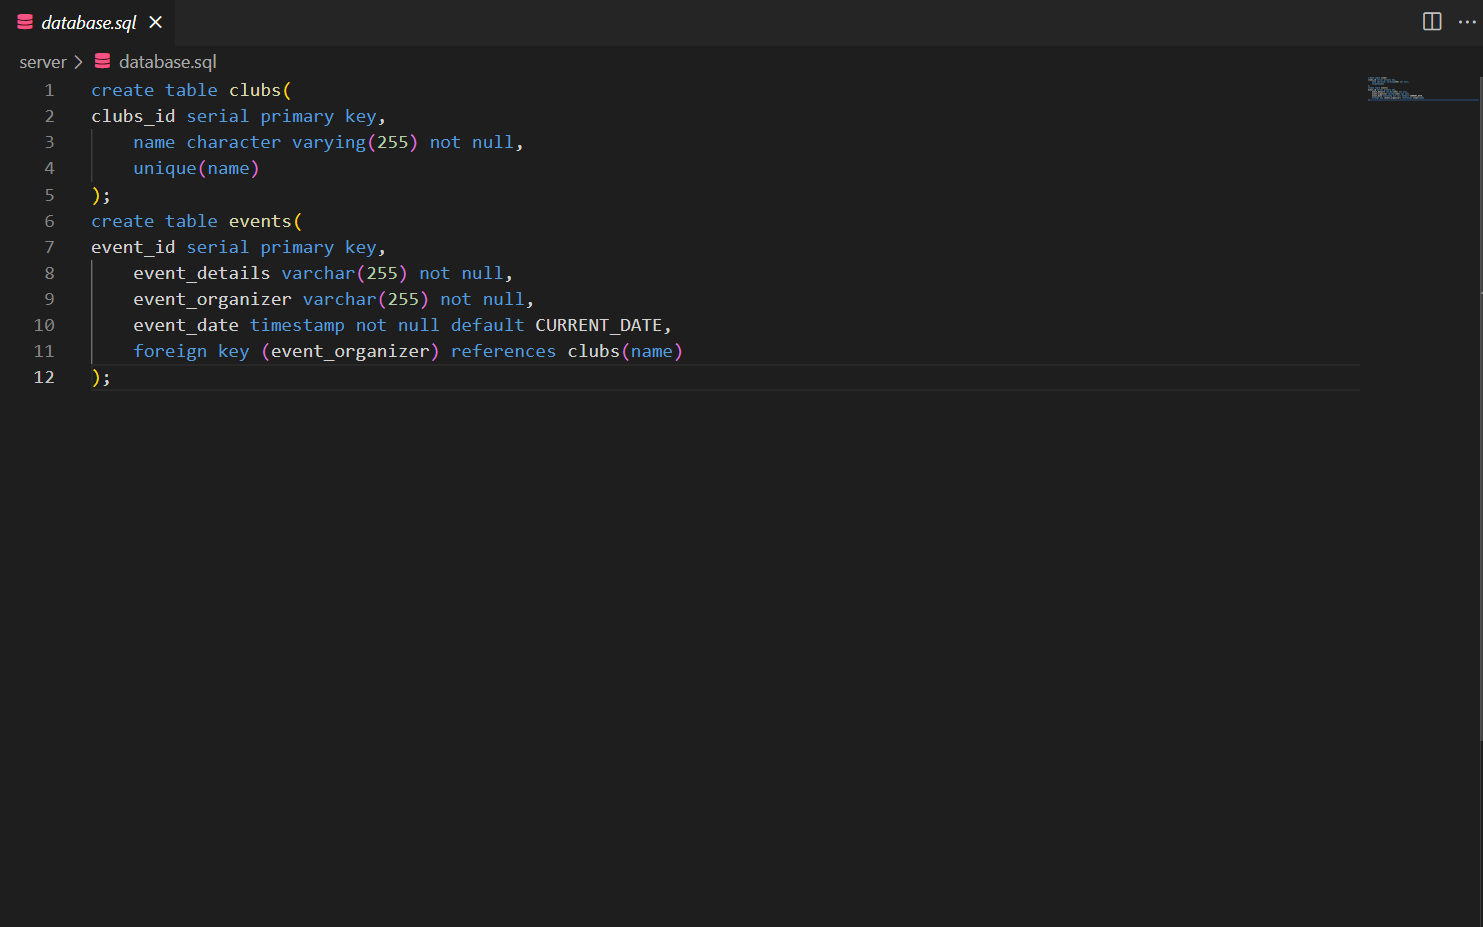 database.sql
server > database.sql
1 create table clubs(
2 clubs_id serial primary key,
3     name character varying(255) not null,
4     unique(name)
5 );
6 create table events(
7 event_id serial primary key,
8     event_details varchar(255) not null,
9     event_organizer varchar(255) not null,
10     event_date timestamp not null default CURRENT_DATE,
11     foreign key (event_organizer) references clubs(name)
12 );